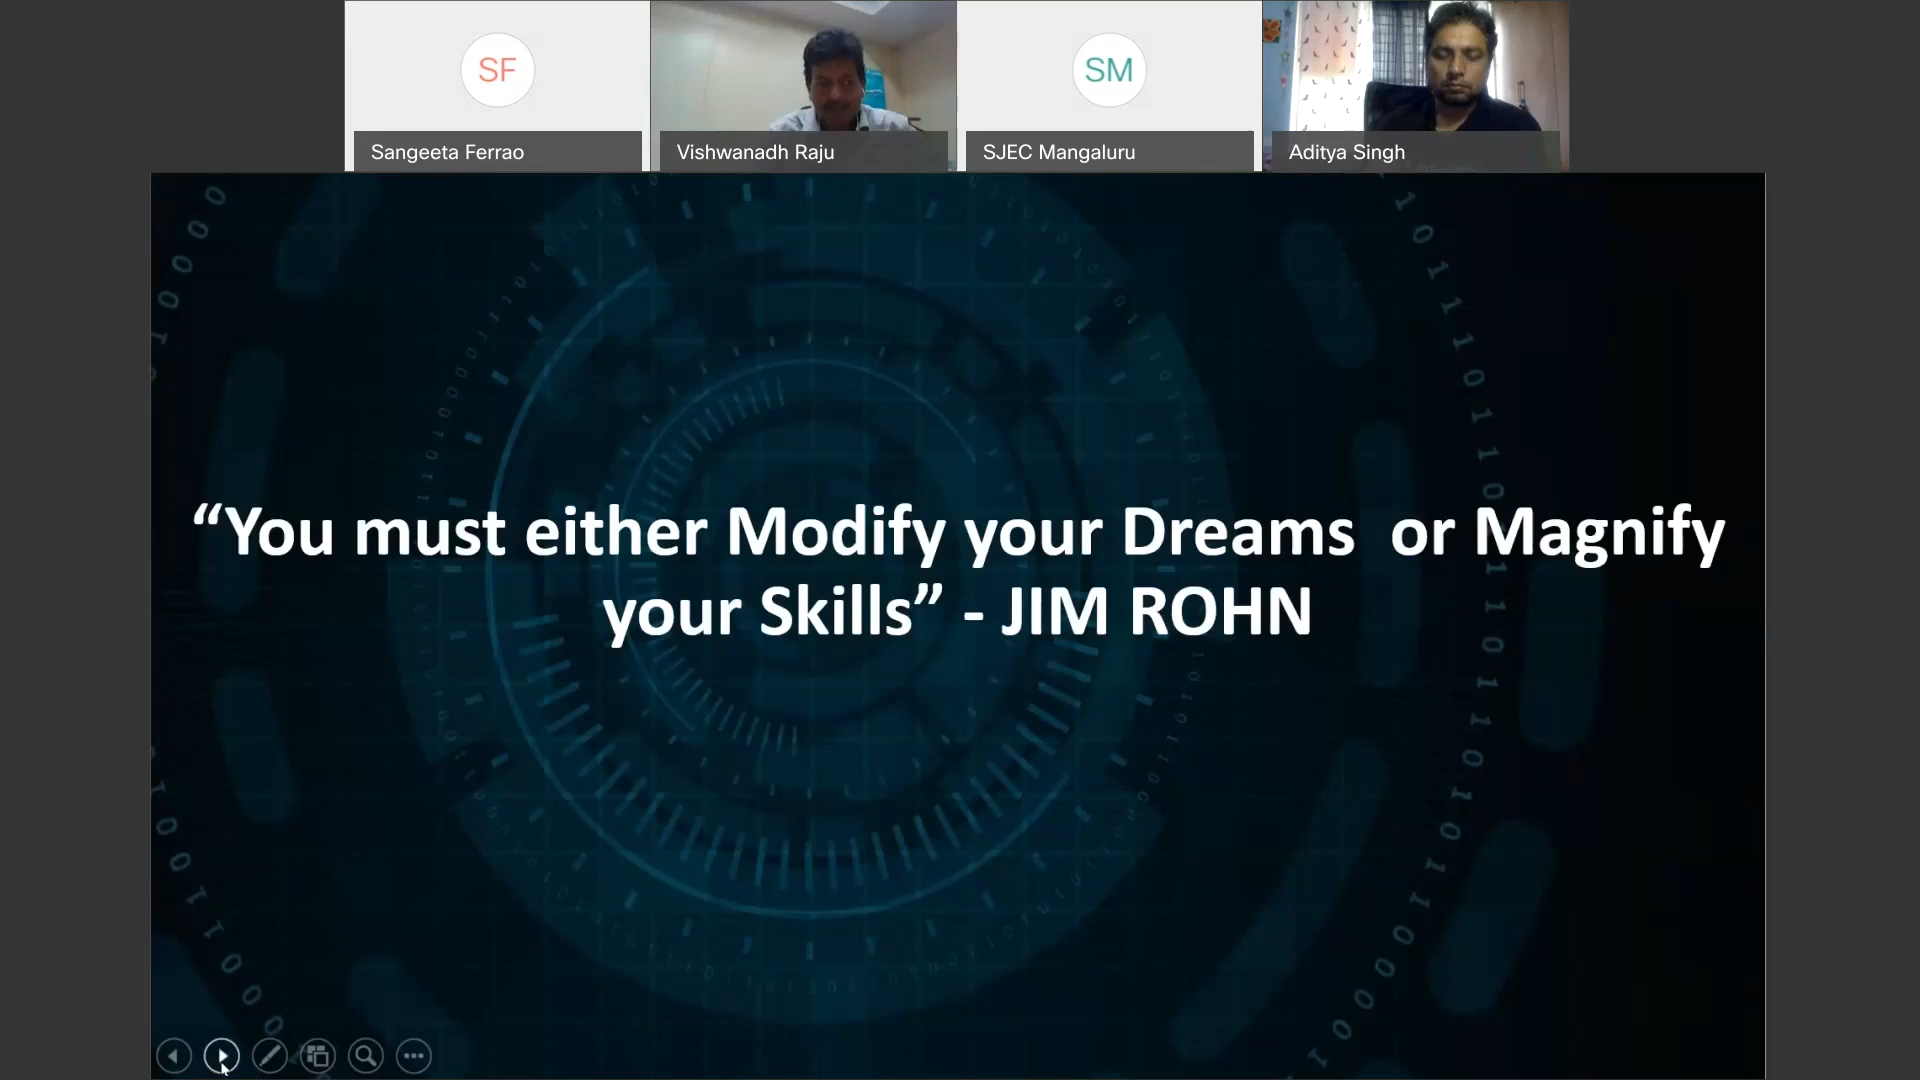 SF
SM
Sangeeta Ferrao
Vishwanadh Raju
SJEC Mangaluru
Aditya Singh
“You must either Modify your Dreams  or Magnify
your Skills” - JIM ROHN